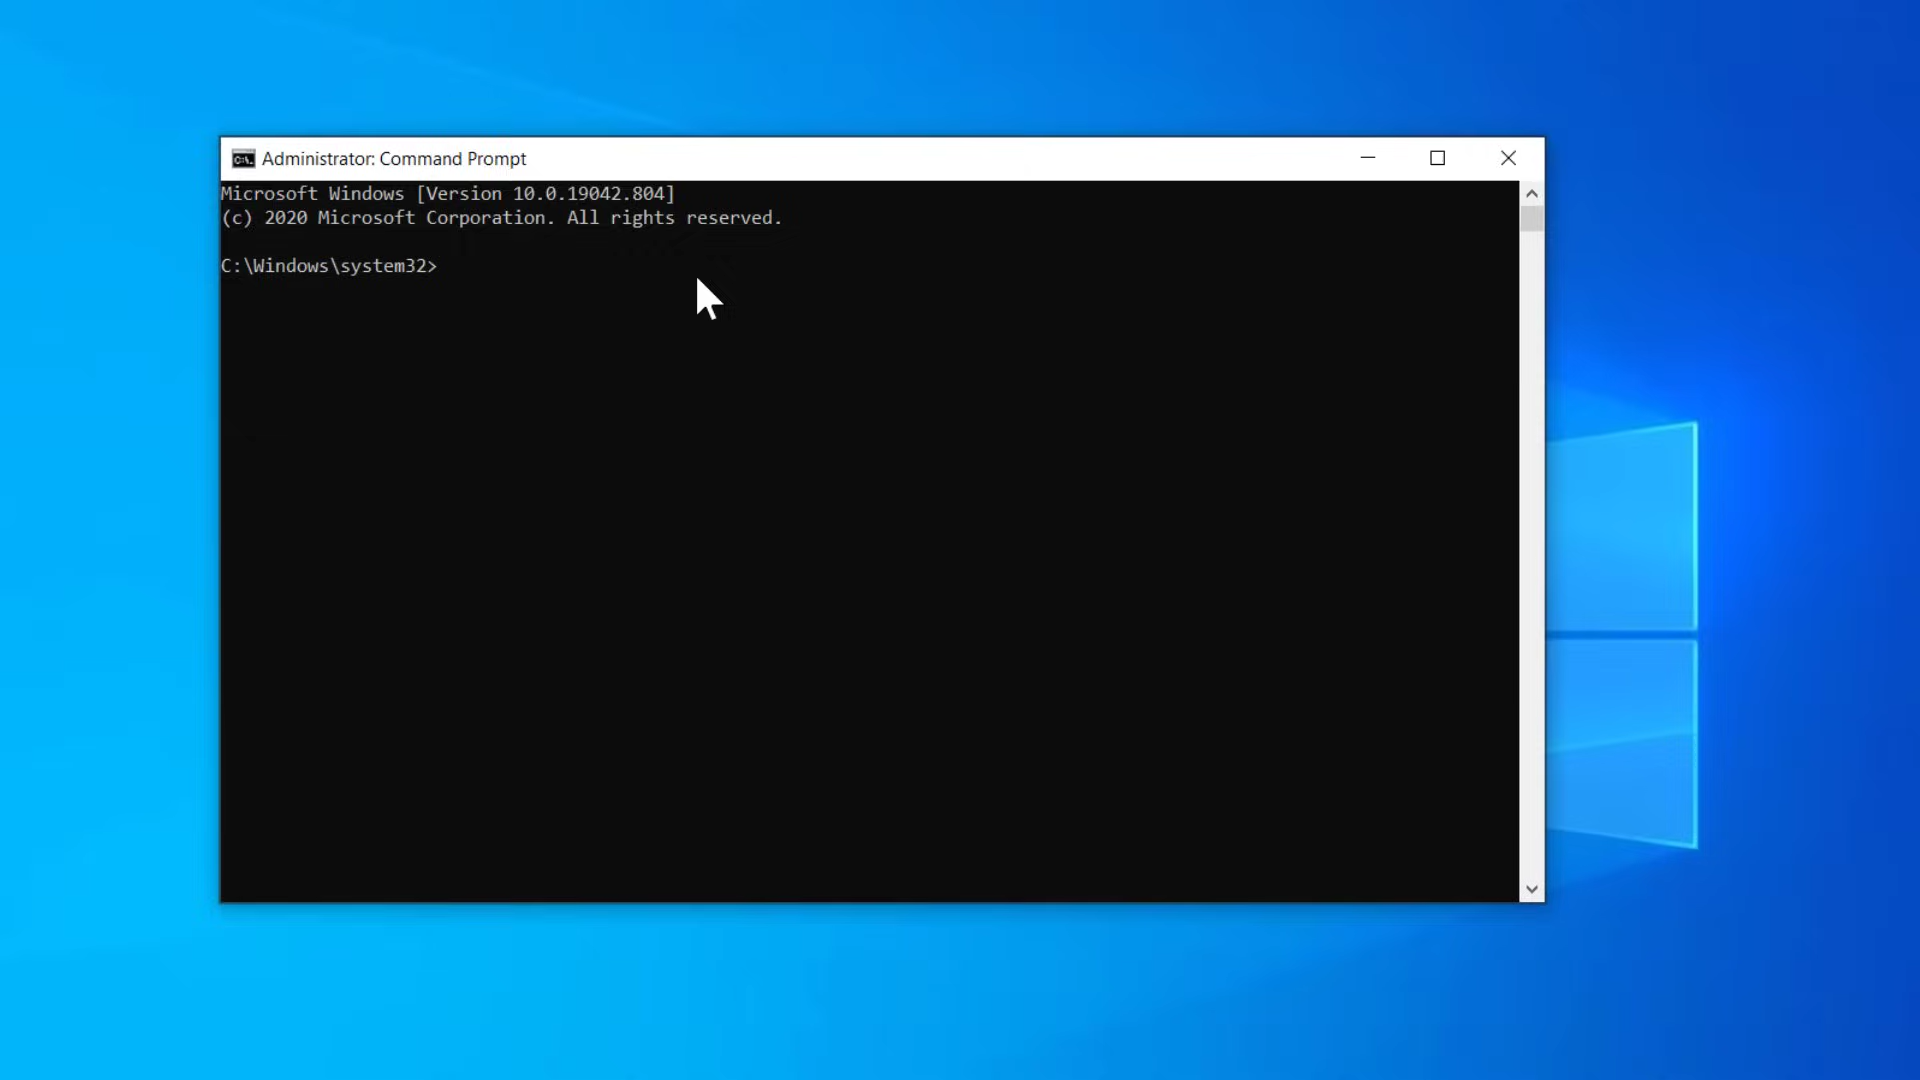 Administrator: Command Prompt
Microsoft Windows [Version 10.0.19042.804]
(c) 2020 Microsoft Corporation. All rights reserved.
C:\Windows\system32>